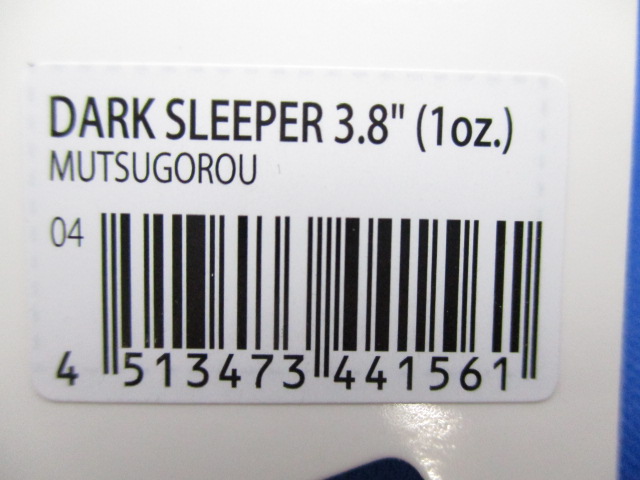 DARK SLEEPER 3.8" (1oz.)
MUTSUGOROU
04
4 513473 441561